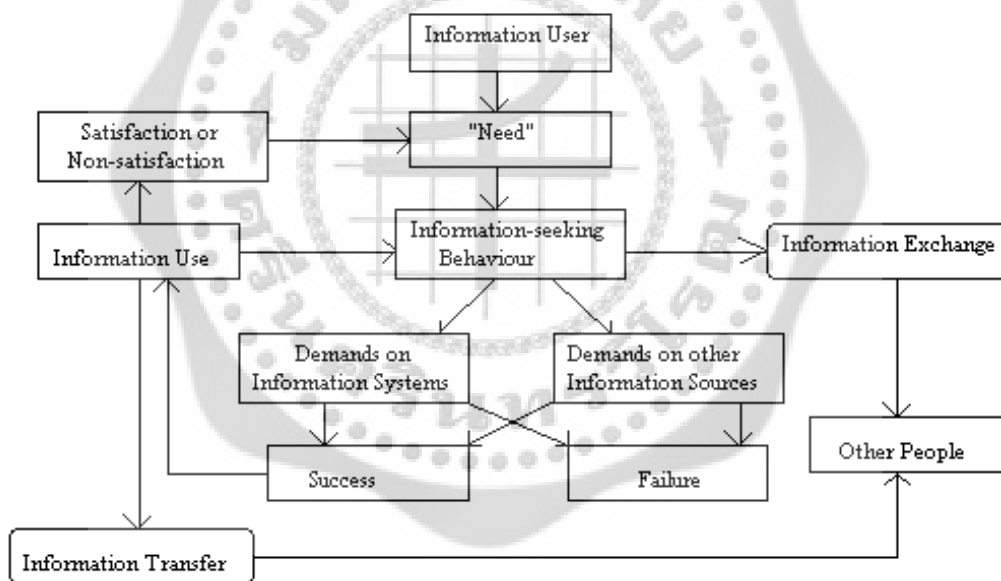 Information User
"Need"
Satisfaction or
Non-satisfaction
Information-seeking
Behaviour
Information Use
Information Exchange
Demands on
Information Systems
Demands on other
Information Sources
Success
Failure
Other People
Information Transfer